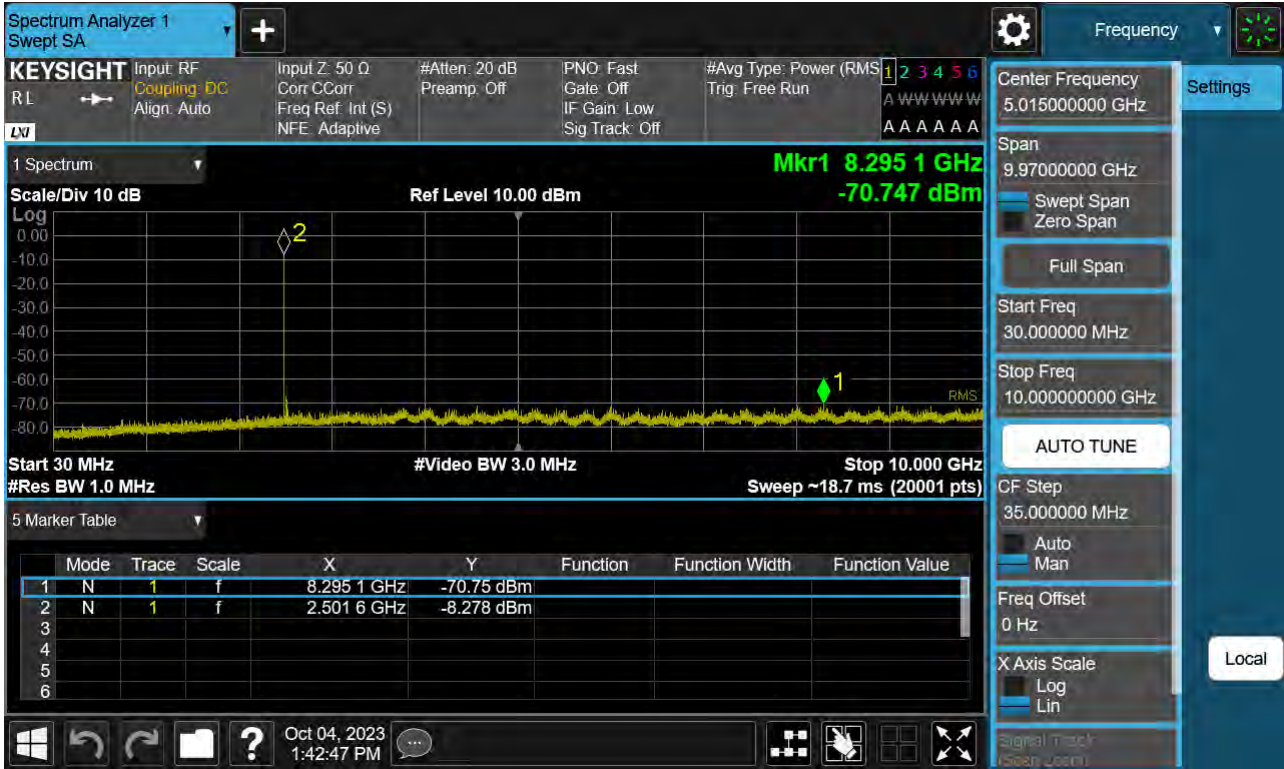 Spectrum Analyzer 1
Swept SA
+
Frequency
KEYSIGHT
RL
LXI
Input: RF
Coupling: DC
Align: Auto
Input Z: 50 Ω
Corr CCorr
Freq Ref: Int (S)
NFE: Adaptive
#Atten: 20 dB
Preamp: Off
PNO: Fast
Gate: Off
IF Gain: Low
Sig Track: Off
#Avg Type: Power (RMS
Trig: Free Run
1 2 3 4 5 6
A W W W W W
A A A A A A
1 Spectrum
Mkr1 8.295 1 GHz
-70.747 dBm
Scale/Div 10 dB
Ref Level 10.00 dBm
Log
0.00
-10.0
-20.0
-30.0
-40.0
-50.0
-60.0
-70.0
-80.0
2
1
RMS
Start 30 MHz
#Video BW 3.0 MHz
Stop 10.000 GHz
#Res BW 1.0 MHz
Sweep ~18.7 ms (20001 pts)
5 Marker Table
Mode Trace Scale X Y Function Function Width Function Value
1 N 1 f 8.295 1 GHz -70.75 dBm
2 N 1 f 2.501 6 GHz -8.278 dBm
3
4
5
6
?
Oct 04, 2023
1:42:47 PM
Center Frequency
5.015000000 GHz
Settings
Span
9.97000000 GHz
Swept Span
Zero Span
Full Span
Start Freq
30.000000 MHz
Stop Freq
10.000000000 GHz
AUTO TUNE
CF Step
35.000000 MHz
Auto
Man
Freq Offset
0 Hz
X Axis Scale
Log
Lin
Local
Signal Track
(Span Zoom)